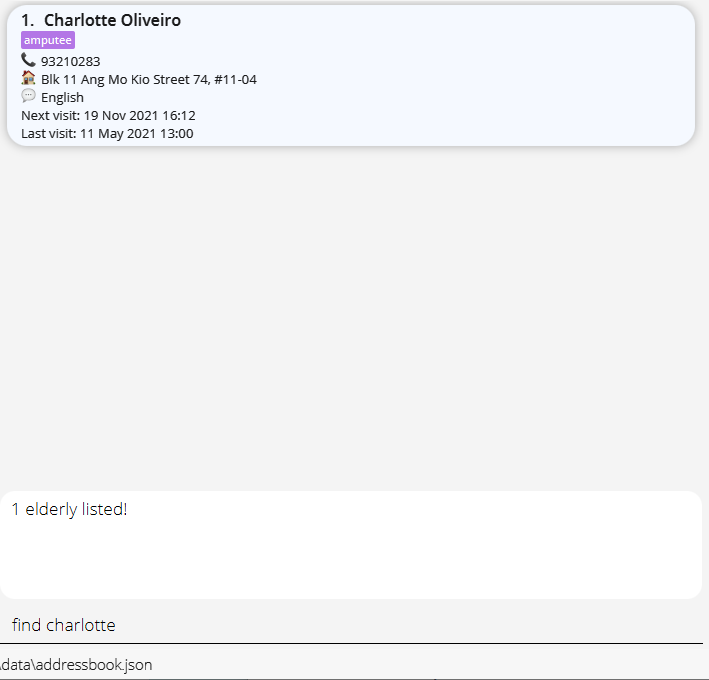 1. Charlotte Oliveiro
amputee
93210283
Blk 11 Ang Mo Kio Street 74, #11-04
English
Next visit: 19 Nov 2021 16:12
Last visit: 11 May 2021 13:00
1 elderly listed!
find charlotte
\data\addressbook.json